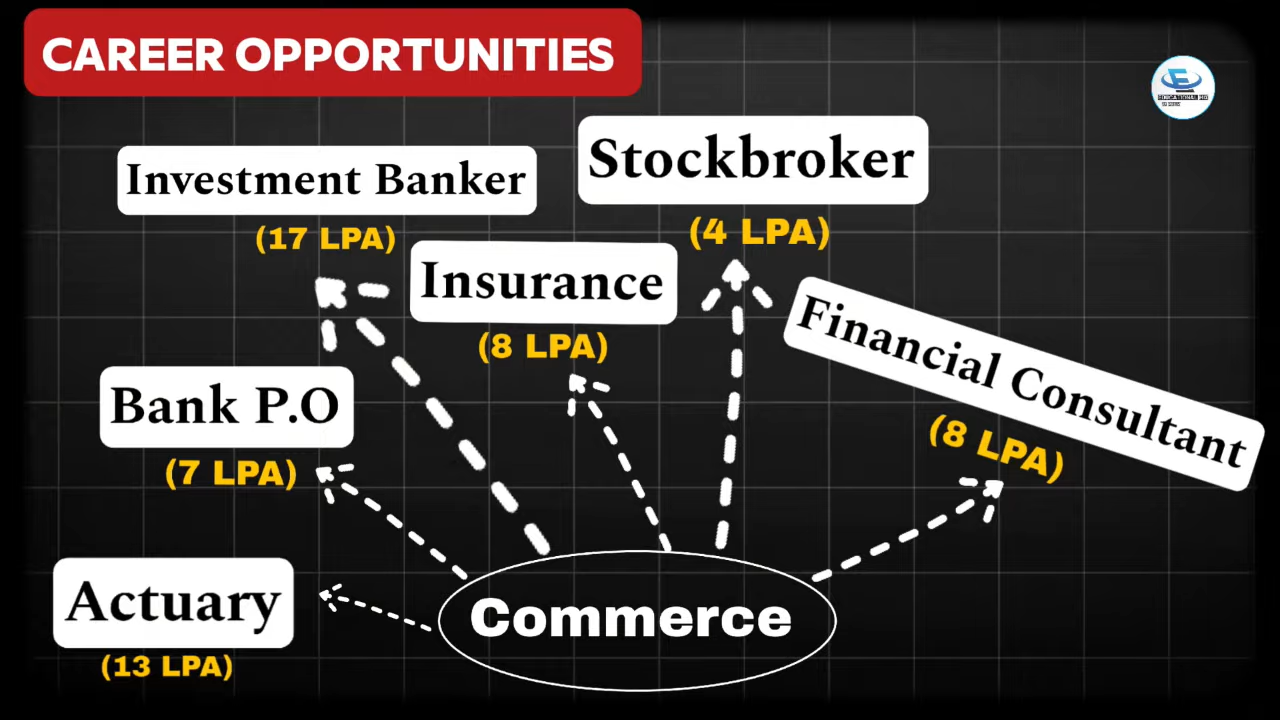 CAREER OPPORTUNITIES
Investment Banker
(17 LPA)
Stockbroker
(4 LPA)
Insurance
(8 LPA)
Financial Consultant
(8 LPA)
Bank P.O
(7 LPA)
Actuary
(13 LPA)
Commerce